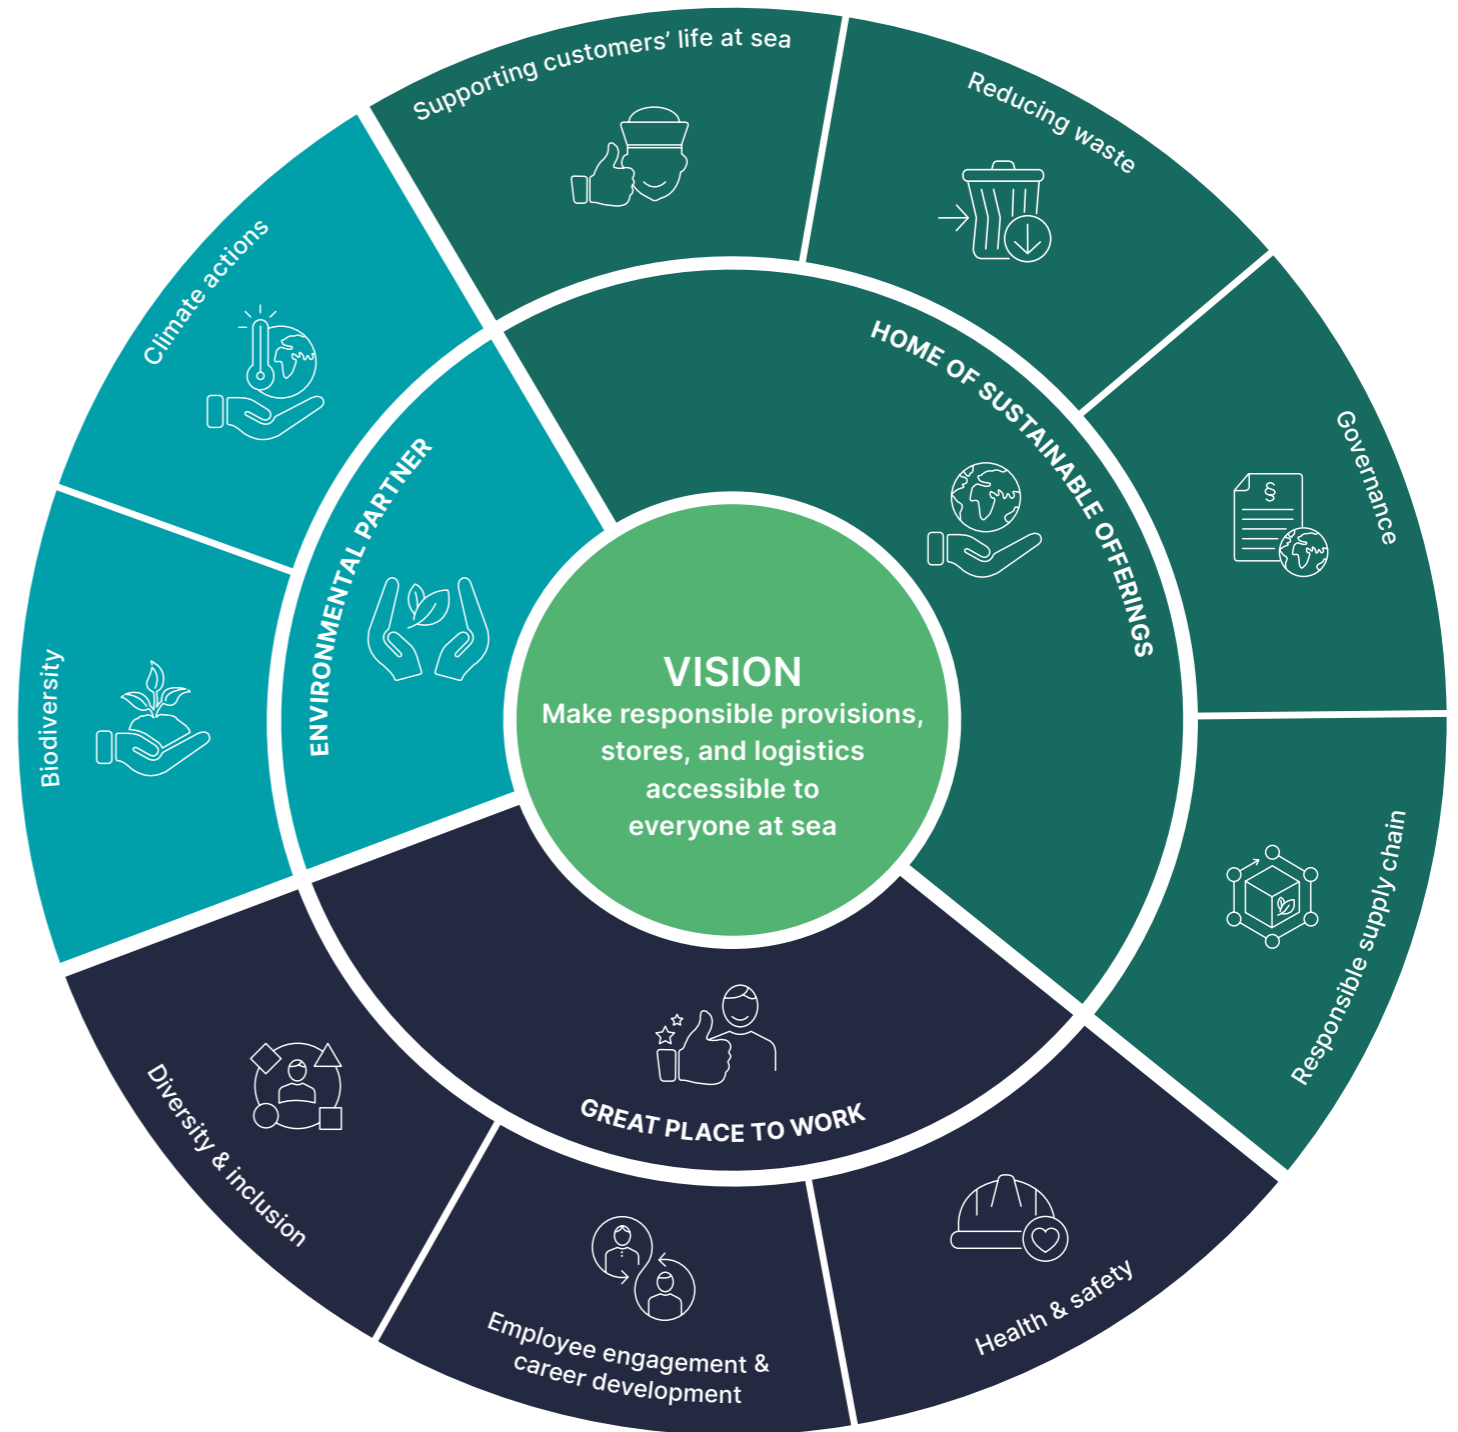 VISION
Make responsible provisions,
stores, and logistics
accessible to
everyone at sea
HOME OF SUSTAINABLE OFFERINGS
Supporting customers’ life at sea
Reducing waste
Governance
§
Responsible supply chain
GREAT PLACE TO WORK
Health & safety
Employee engagement &
career development
Diversity & inclusion
ENVIRONMENTAL PARTNER
Biodiversity
Climate actions